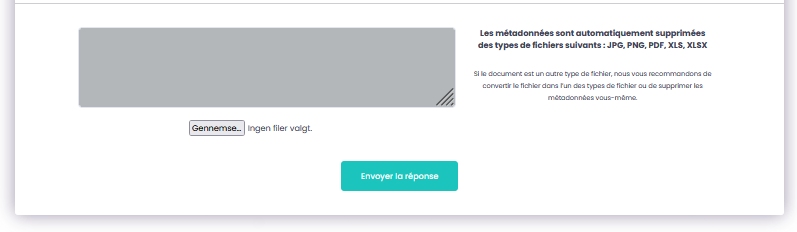 Les métadonnées sont automatiquement supprimées
des types de fichiers suivants : JPG, PNG, PDF, XLS, XLSX
Si le document est un autre type de fichier, nous vous recommandons de
convertir le fichier dans l'un des types de fichier ou de supprimer les
métadonnées vous-même.
Gennemse... Ingen filer valgt.
Envoyer la réponse